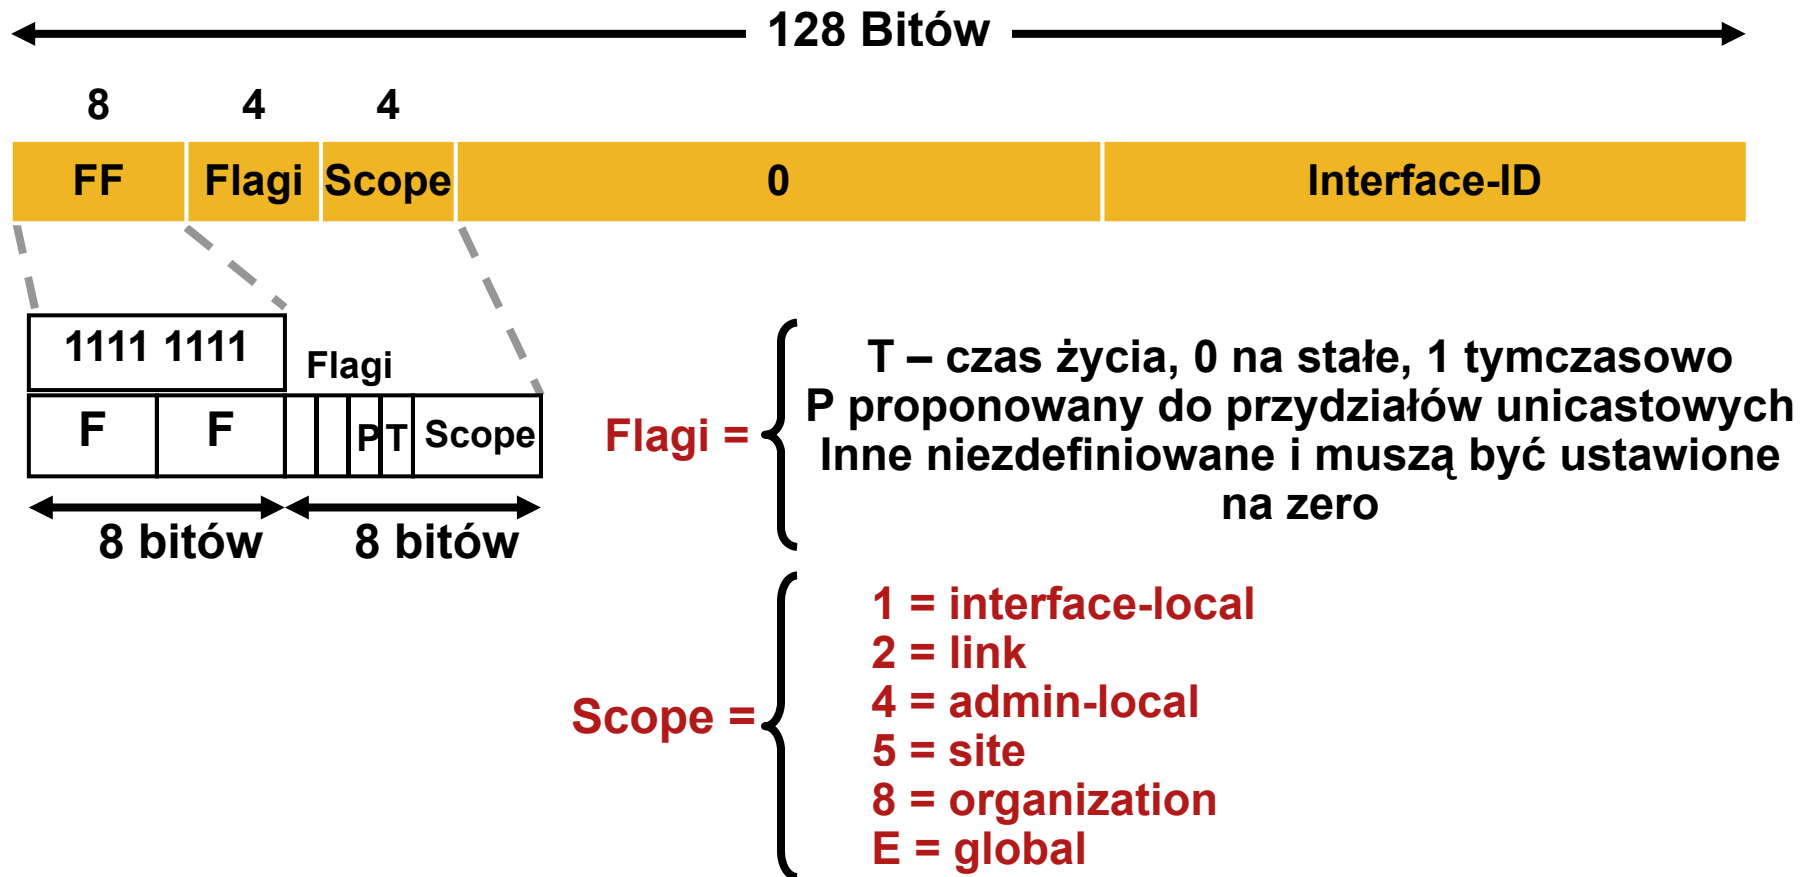 128 Bitów
8 4 4
FF Flagi Scope 0 Interface-ID
1111 1111
Flagi
F F P T Scope
8 bitów 8 bitów
Flagi =
T – czas życia, 0 na stałe, 1 tymczasowo
P proponowany do przydziałów unicastowych
Inne niezdefiniowane i muszą być ustawione
na zero
Scope =
1 = interface-local
2 = link
4 = admin-local
5 = site
8 = organization
E = global